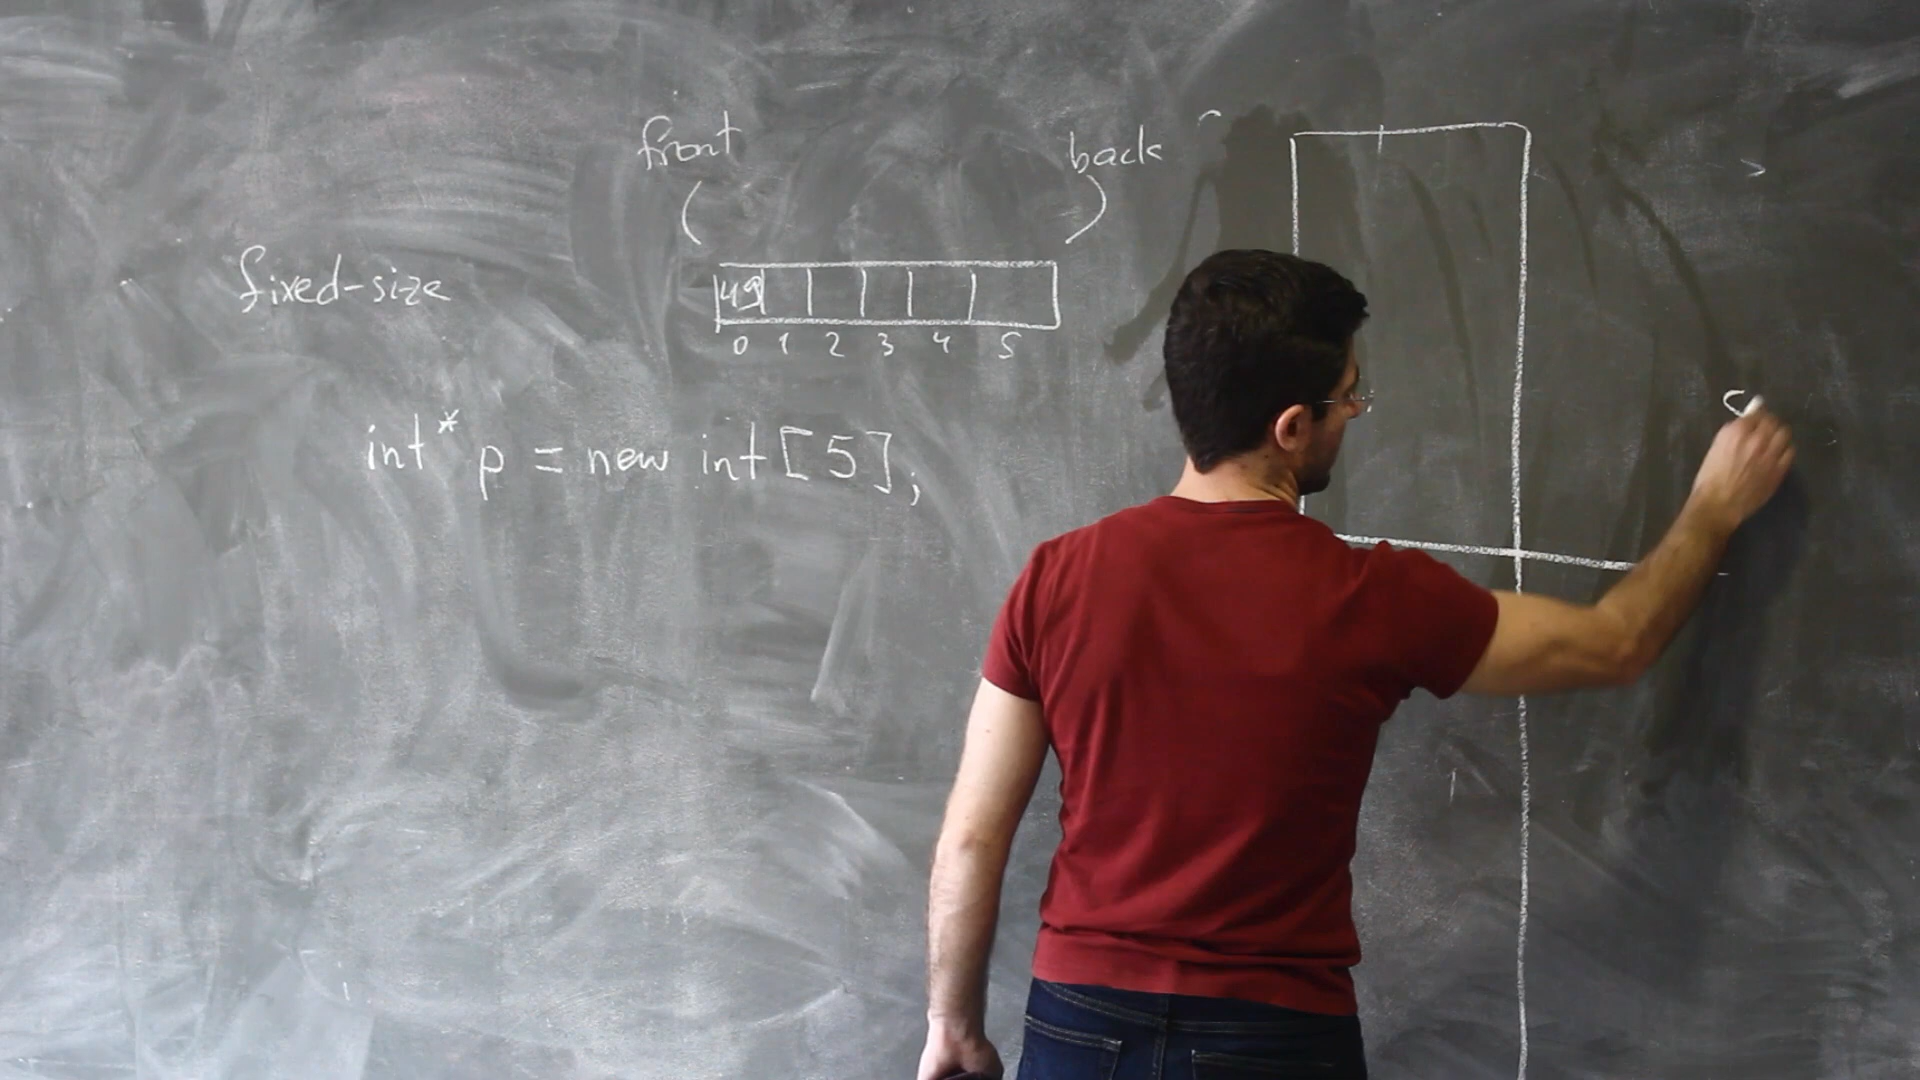 front back
fixed-size
49
0 1 2 3 4 5
int* p = new int[5];